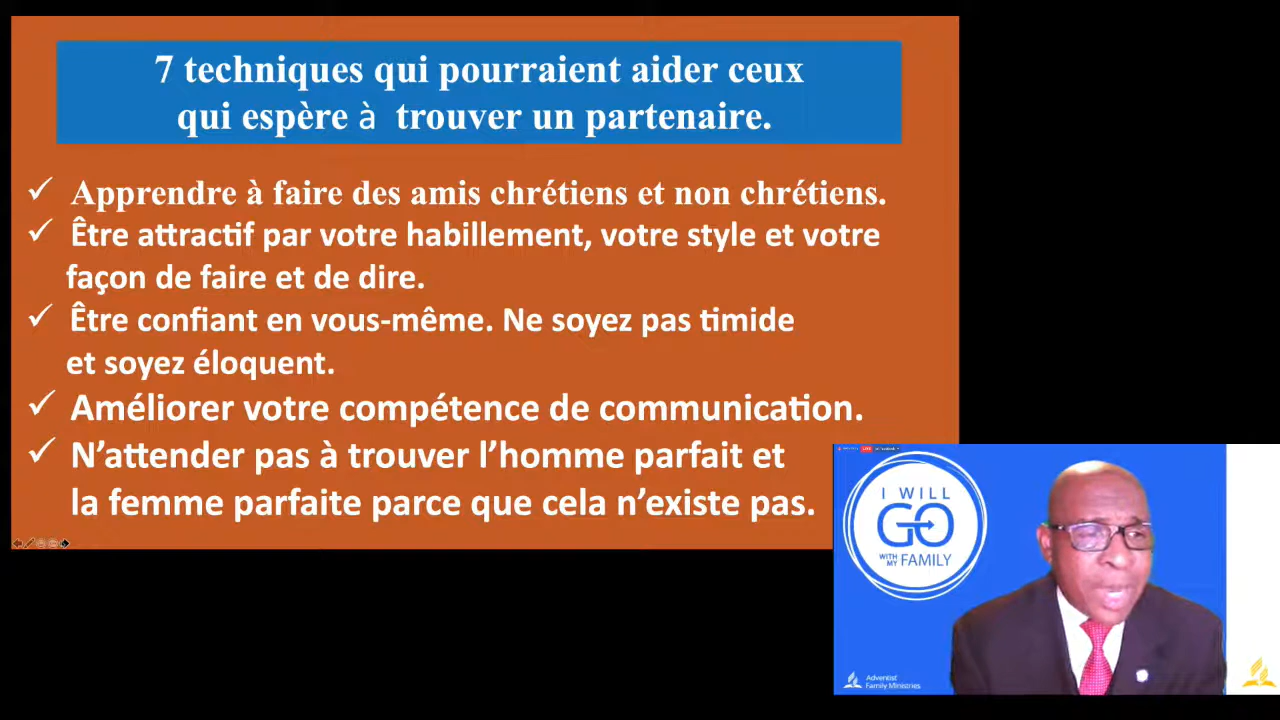 7 techniques qui pourraient aider ceux
qui espère à trouver un partenaire.
✓ Apprendre à faire des amis chrétiens et non chrétiens.
✓ Être attractif par votre habillement, votre style et votre
façon de faire et de dire.
✓ Être confiant en vous-même. Ne soyez pas timide
et soyez éloquent.
✓ Améliorer votre compétence de communication.
✓ N’attender pas à trouver l’homme parfait et
la femme parfaite parce que cela n’existe pas.
I WILL
GO
WITH MY FAMILY
Adventist
Family Ministries